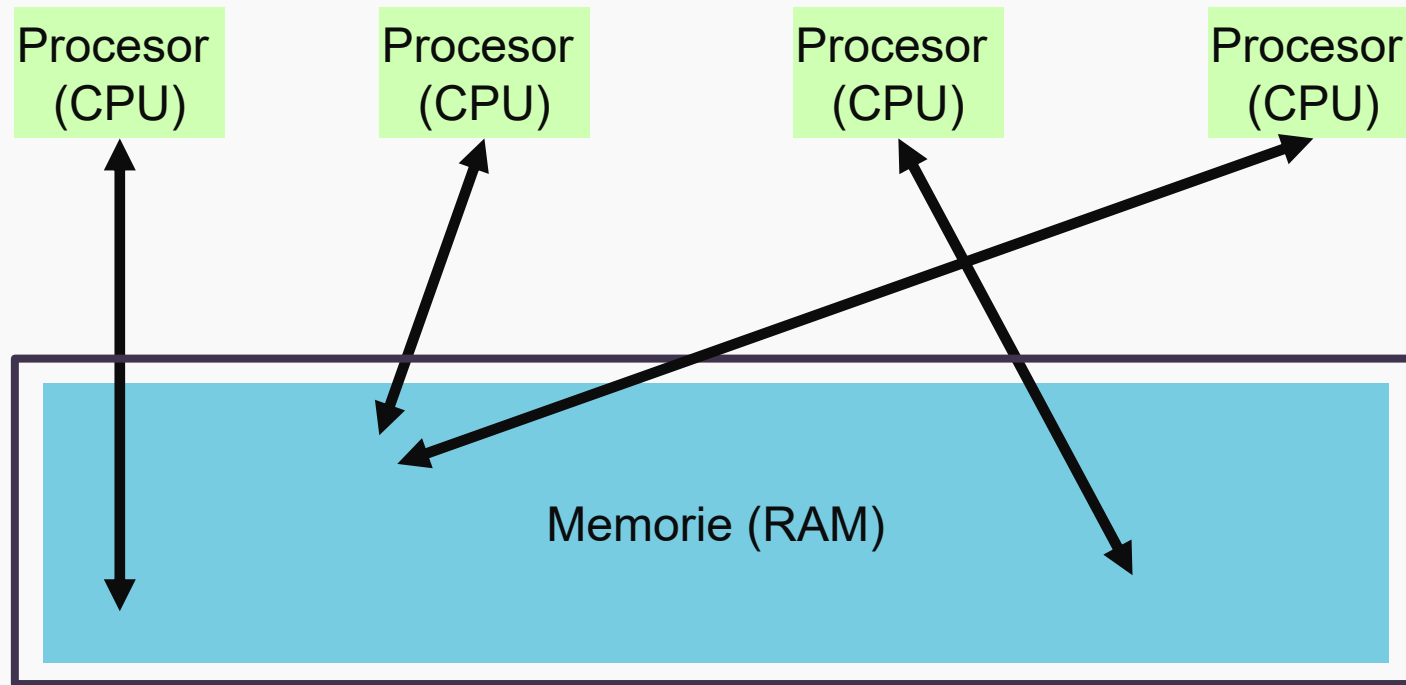 Procesor
(CPU)
Procesor
(CPU)
Procesor
(CPU)
Procesor
(CPU)
Memorie (RAM)